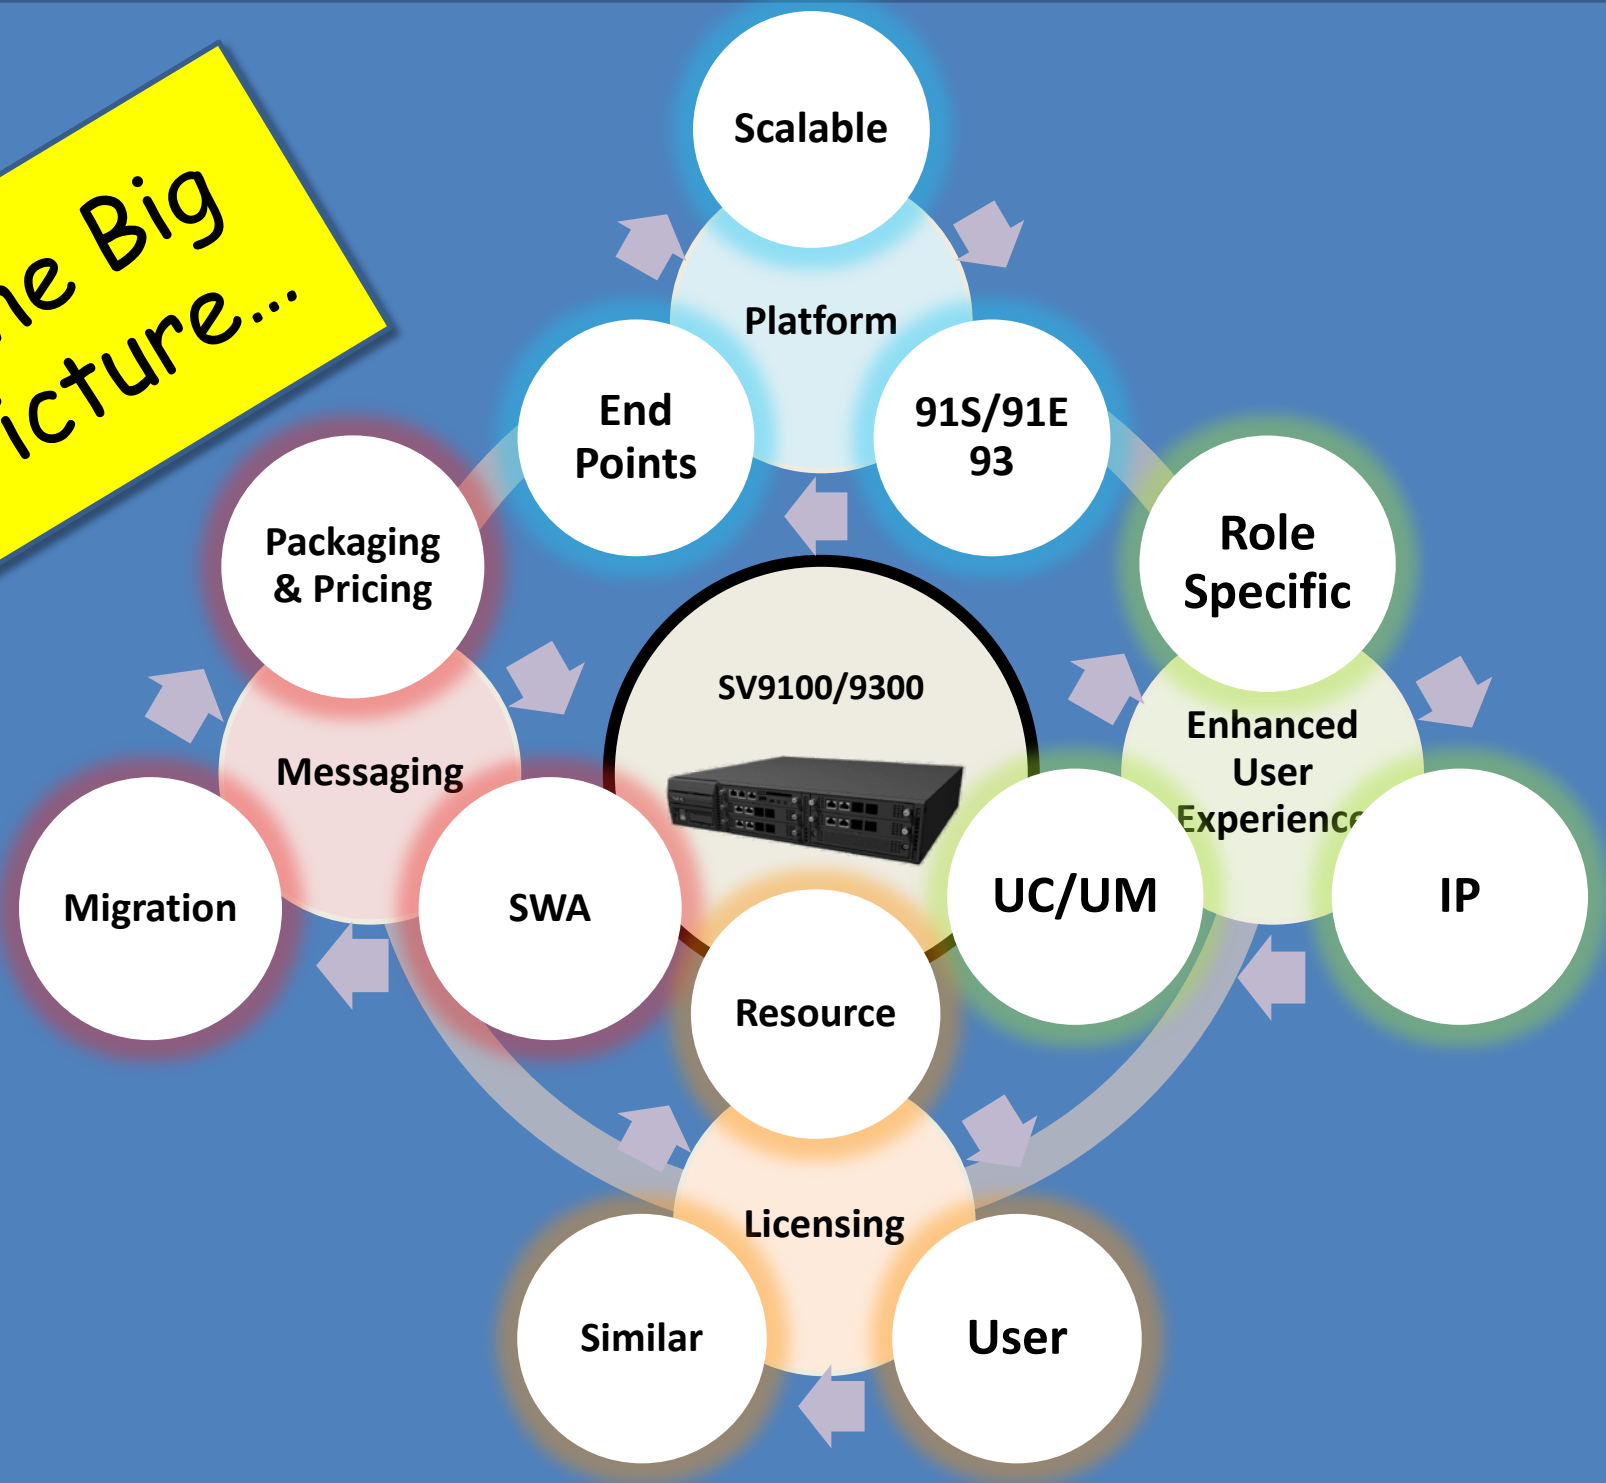 he Big
icture...
Scalable
Platform
End
Points
91S/91E
93
Packaging
& Pricing
Messaging
Migration
SWA
SV9100/9300
Role
Specific
Enhanced
User
Experience
UC/UM
IP
Resource
Licensing
Similar
User